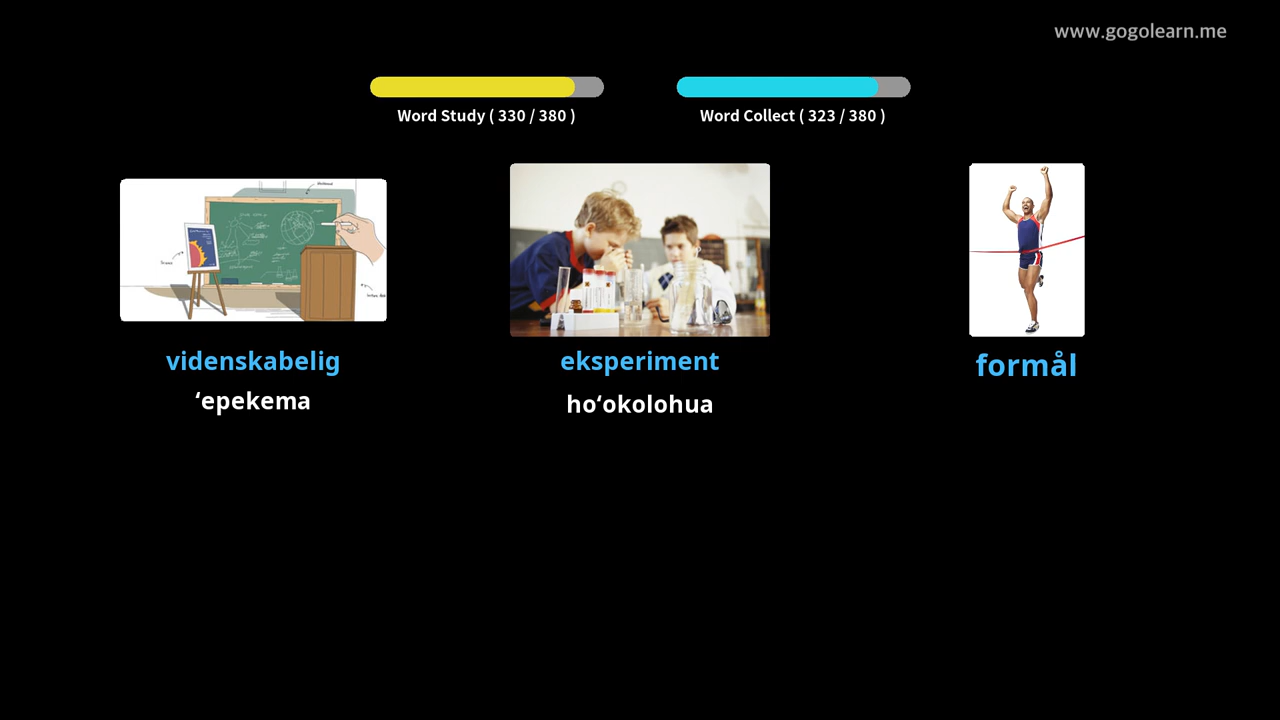 www.gogolearn.me
Word Study ( 330 / 380 )
Word Collect ( 323 / 380 )
videnskabelig
ʻepekema
eksperiment
hoʻokolohua
formål